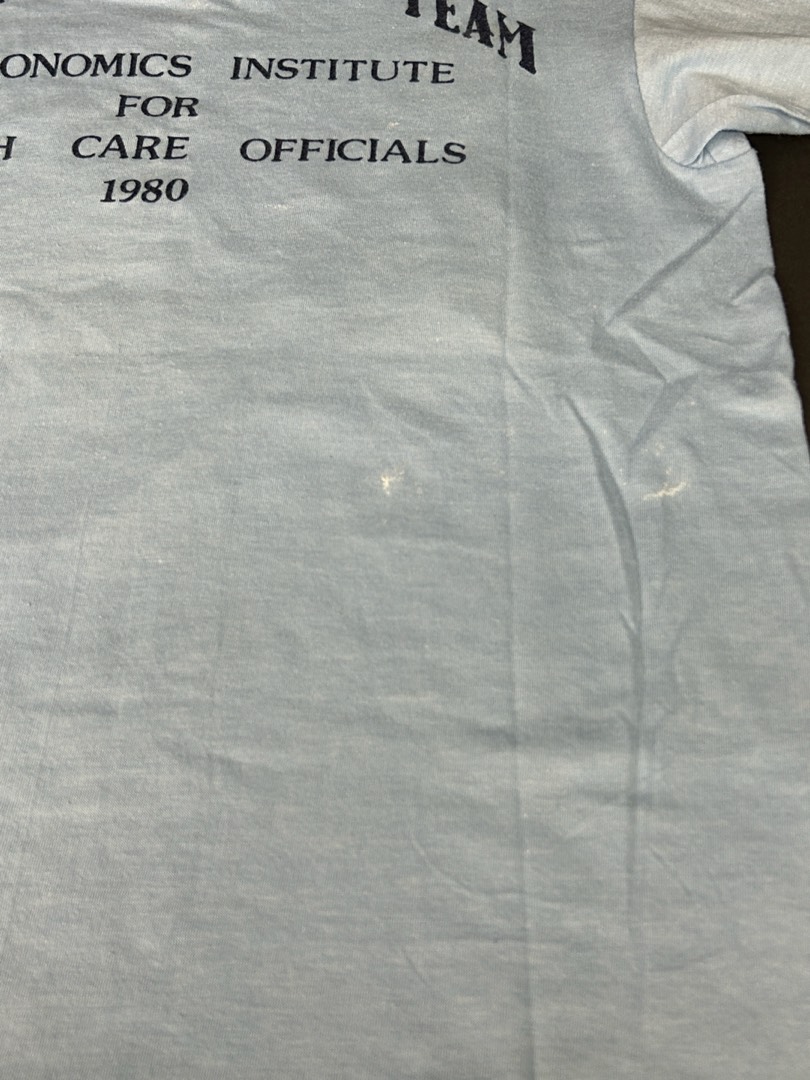 TEAM
ONOMICS INSTITUTE
FOR
H CARE OFFICIALS
1980